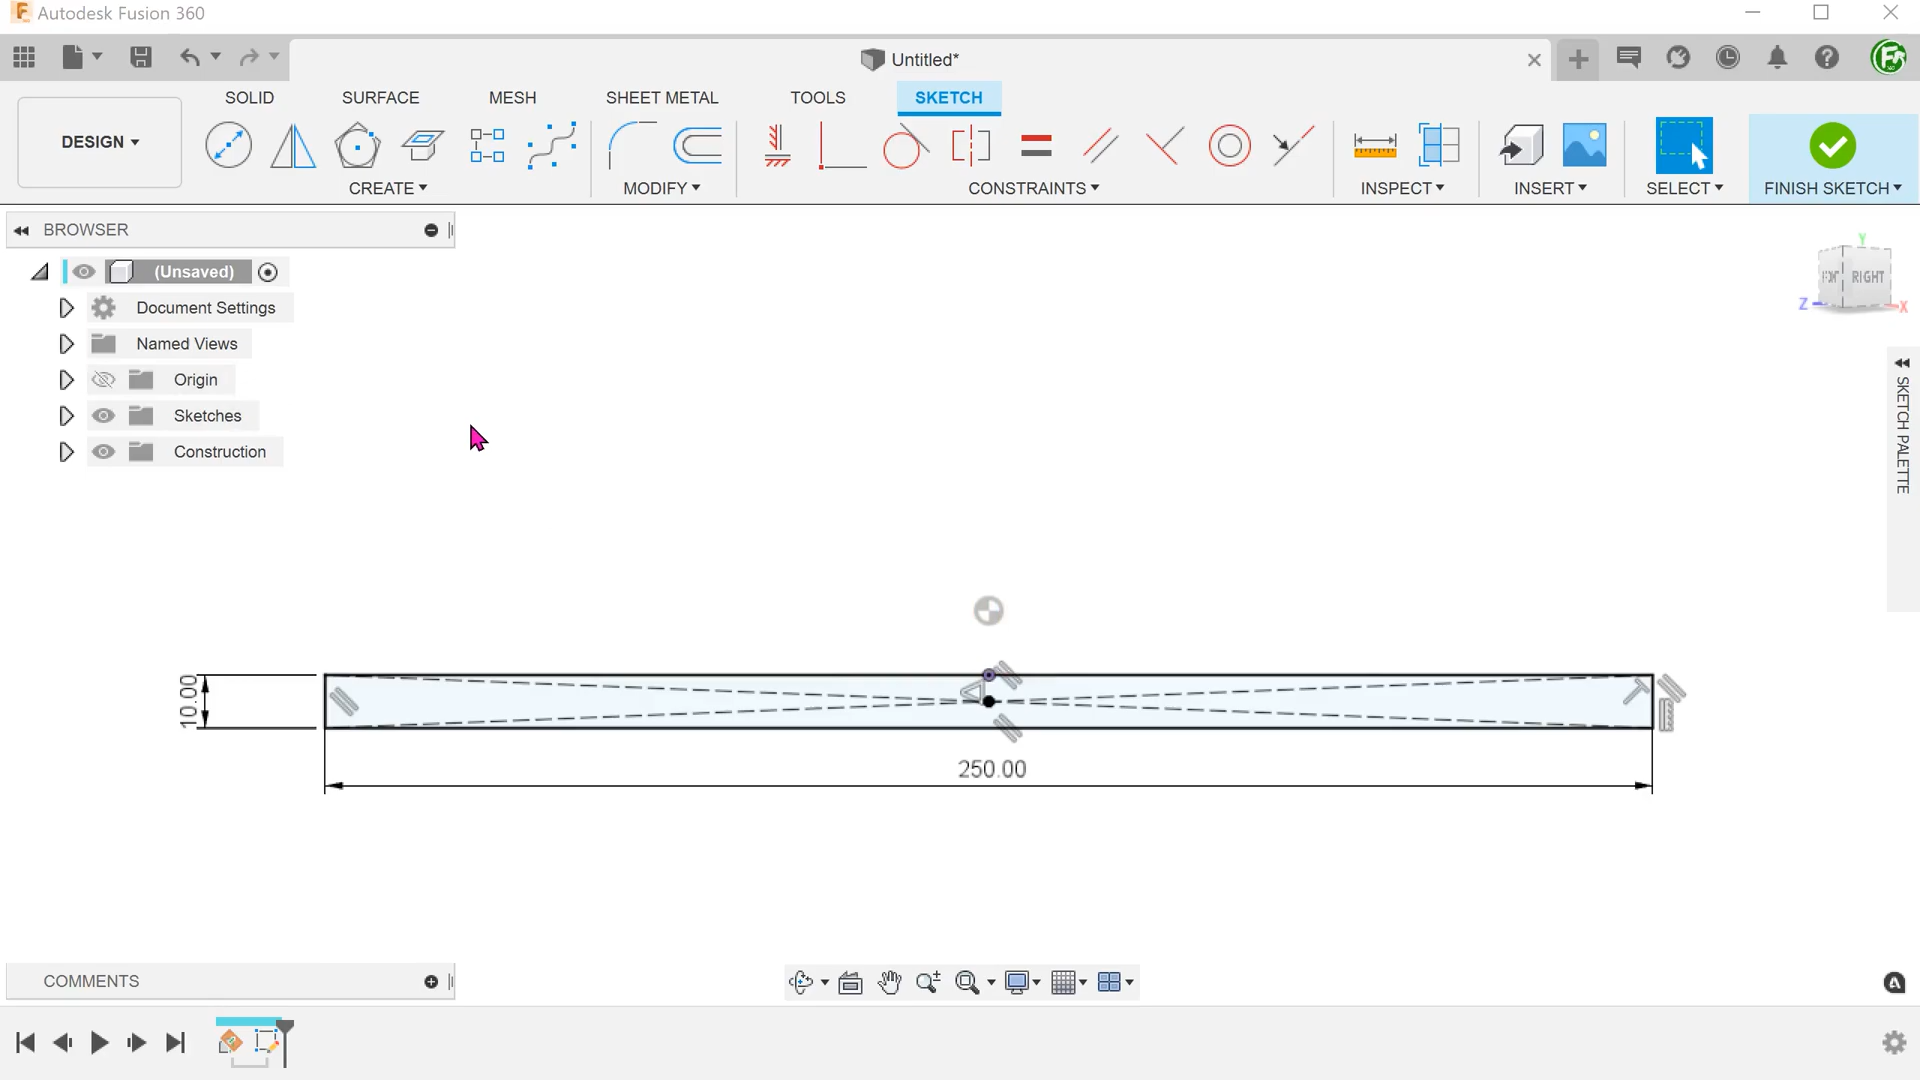 Autodesk Fusion 360
Untitled*
SOLID
SURFACE
MESH
SHEET METAL
TOOLS
SKETCH
DESIGN
CREATE
MODIFY
CONSTRAINTS
INSPECT
INSERT
SELECT
FINISH SKETCH
BROWSER
(Unsaved)
Document Settings
Named Views
Origin
Sketches
Construction
Y
RIGHT
Z
X
SKETCH PALETTE
10.00
250.00
COMMENTS